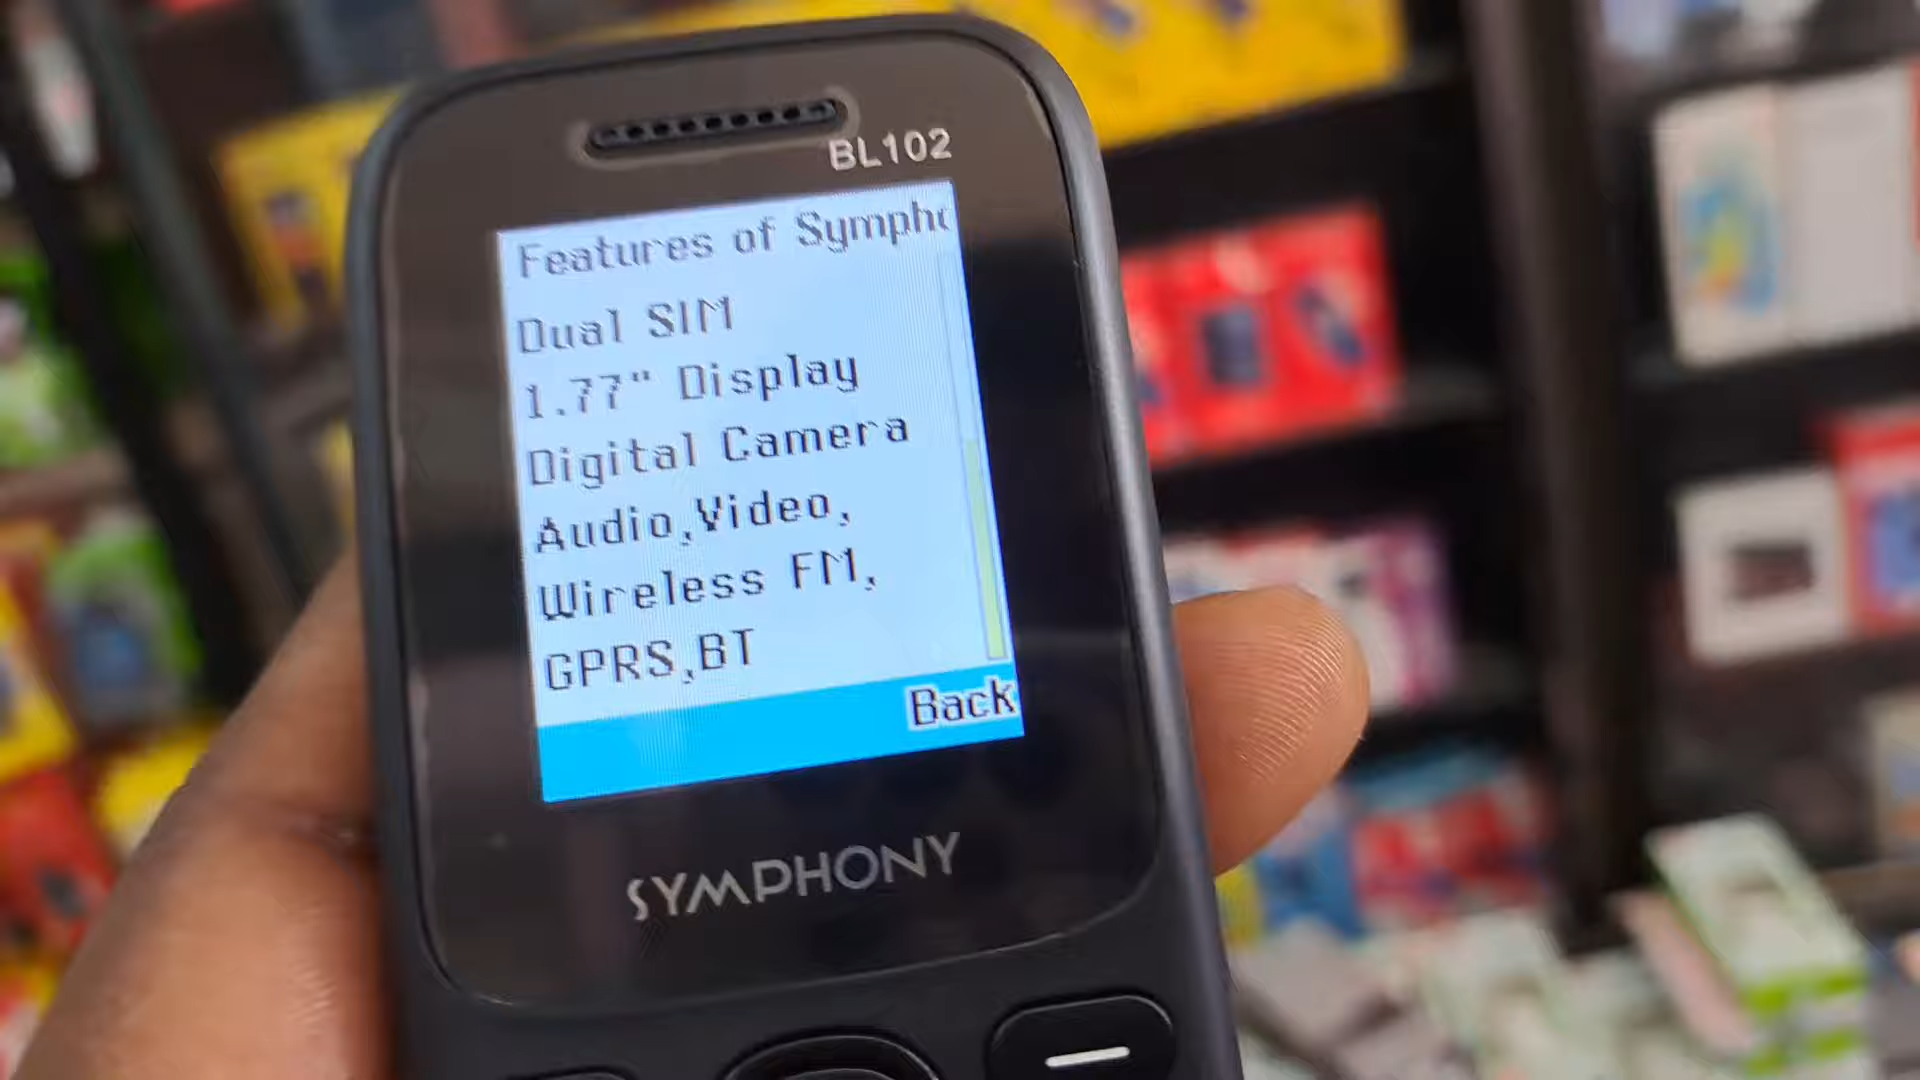 BL102
Features of Sympho
Dual SIM
1.77" Display
Digital Camera
Audio,Video,
Wireless FM,
GPRS,BT
Back
SYMPHONY